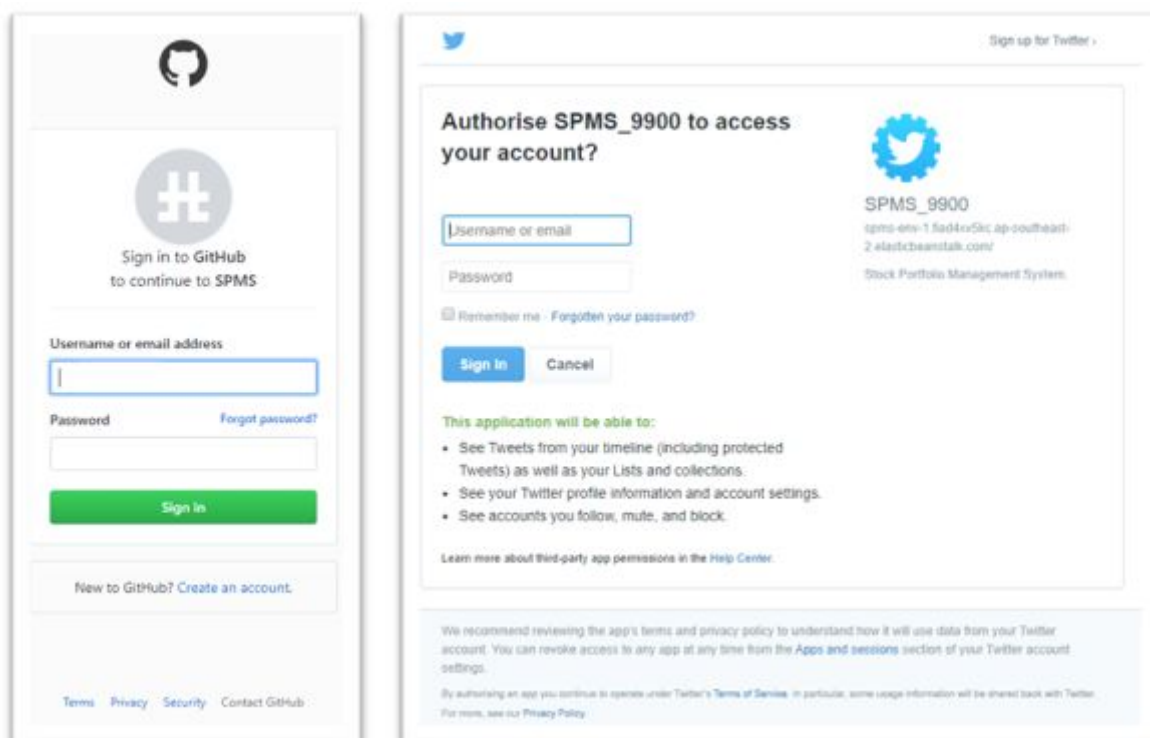 Sign in to GitHub
to continue to SPMS
Username or email address
Password Forgot password?
Sign in
New to GitHub? Create an account.
Terms Privacy Security Contact GitHub
Sign up for Twitter ›
Authorise SPMS_9900 to access
your account?
Username or email
Password
Remember me · Forgotten your password?
Sign In Cancel
This application will be able to:
• See Tweets from your timeline (including protected
Tweets) as well as your Lists and collections.
• See your Twitter profile information and account settings.
• See accounts you follow, mute, and block.
Learn more about third-party app permissions in the Help Center.
SPMS_9900
2.elasticbeanstalk.com/
Stock Portfolio Management System.
We recommend reviewing the app's terms and privacy policy to understand how it will use data from your Twitter
account. You can revoke access to any app at any time from the Apps and sessions section of your Twitter account
settings.
By authorising an app you continue to operate under Twitter's Terms of Service. In particular, some usage information will be shared back with Twitter.
For more, see our Privacy Policy.